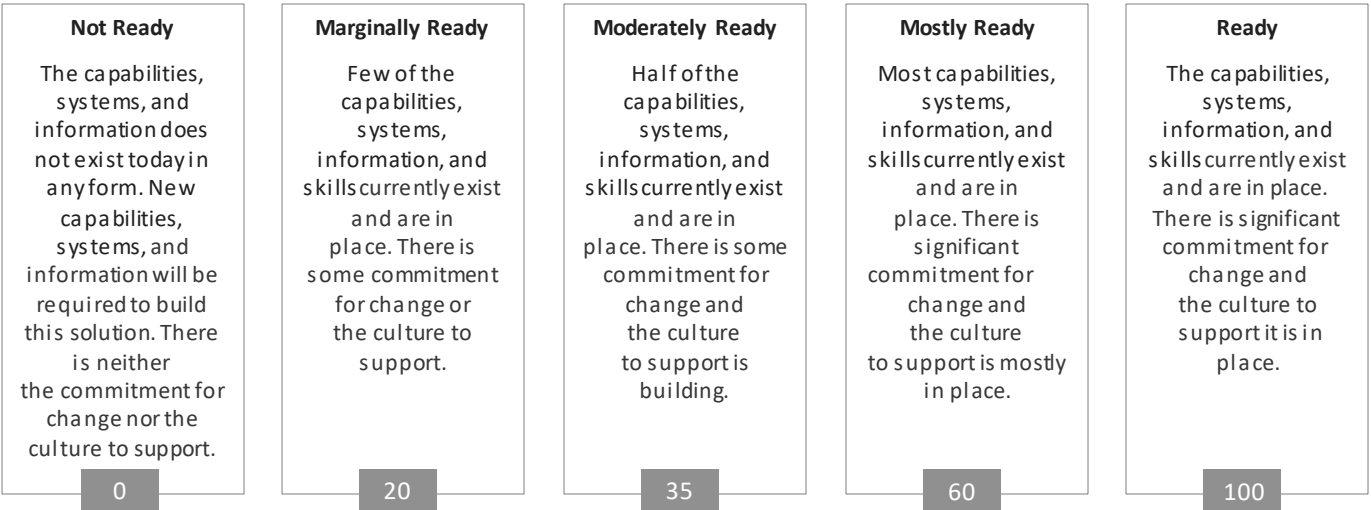 Not Ready
The capabilities,
systems, and
information does
not exist today in
any form. New
capabilities,
systems, and
information will be
required to build
this solution. There
is neither
the commitment for
change nor the
culture to support.
0
Marginally Ready
Few of the
capabilities,
systems,
information, and
skills currently exist
and are in
place. There is
some commitment
for change or
the culture to
support.
20
Moderately Ready
Half of the
capabilities,
systems,
information, and
skills currently exist
and are in
place. There is some
commitment for
change and
the culture
to support is
building.
35
Mostly Ready
Most capabilities,
systems,
information, and
skills currently exist
and are in
place. There is
significant
commitment for
change and
the culture
to support is mostly
in place.
60
Ready
The capabilities,
systems,
information, and
skills currently exist
and are in place.
There is significant
commitment for
change and
the culture to
support it is in
place.
100